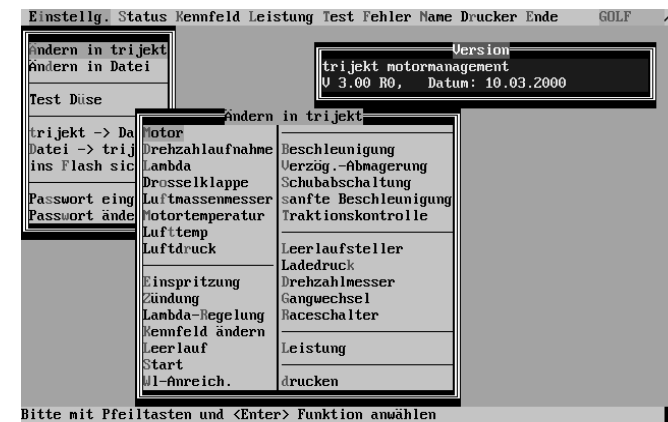 Einstellg. Status Kennfeld Leistung Test Fehler Name Drucker Ende GOLF
Ändern in trijekt
Ändern in Datei
Test Düse
trijekt -> Da
Datei -> trij
ins Flash sic
Passwort eing
Passwort ände
Version
trijekt motormanagement
V 3.00 R0, Datum: 10.03.2000
Ändern in trijekt
Motor
Drehzahlaufnahme
Lambda
Drosselklappe
Luftmassenmesser
Motortemperatur
Lufttemp
Luftdruck
Einspritzung
Zündung
Lambda-Regelung
Kennfeld ändern
Leerlauf
Start
Wl-Anreich.
Beschleunigung
Verzög.-Abmagerung
Schubabschaltung
sanfte Beschleunigung
Traktionskontrolle
Leerlaufsteller
Ladedruck
Drehzahlmesser
Gangwechsel
Raceschalter
Leistung
drucken
Bitte mit Pfeiltasten und <Enter> Funktion anwählen